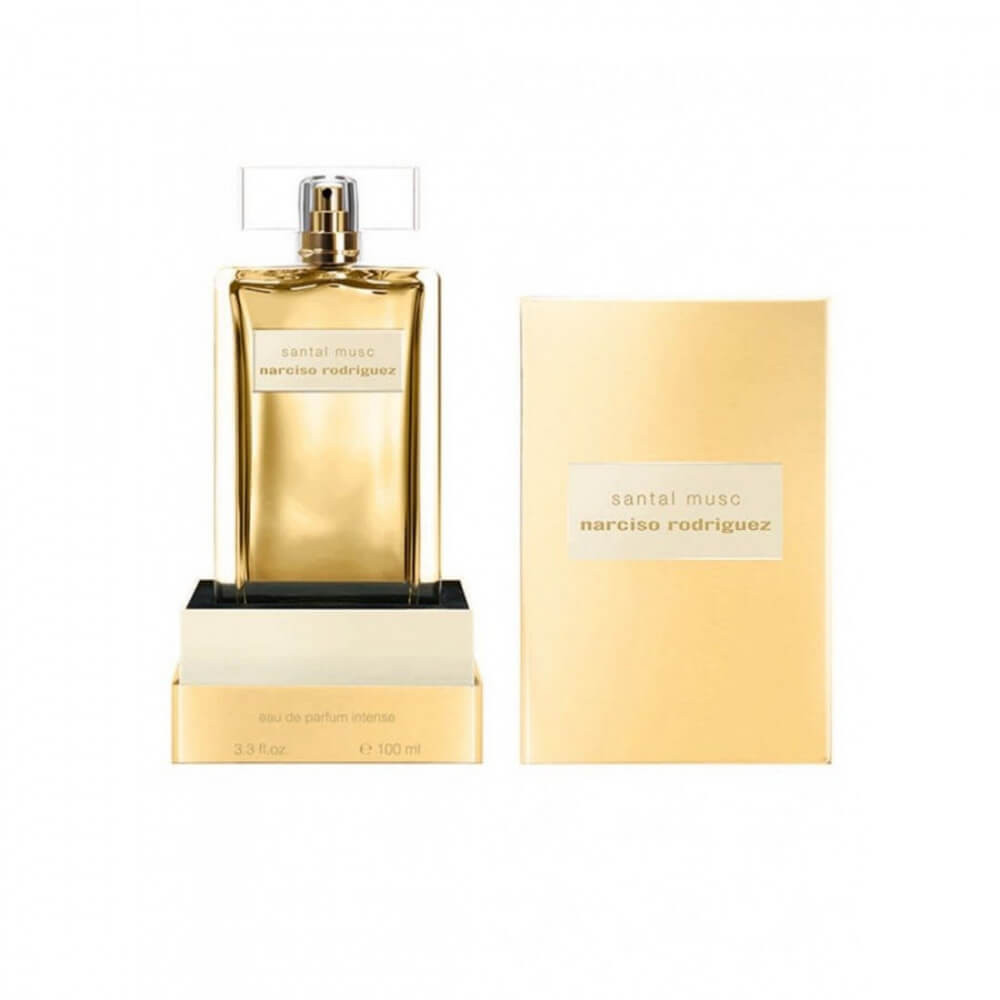 santal musc
narciso rodriguez
eau de parfum intense
3.3 fl.oz. ℮ 100 ml
santal musc
narciso rodriguez